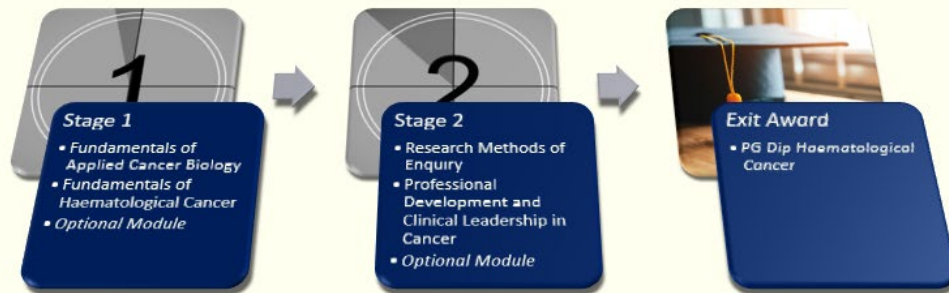 1
Stage 1
• Fundamentals of
Applied Cancer Biology
• Fundamentals of
Haematological Cancer
• Optional Module
2
Stage 2
• Research Methods of
Enquiry
• Professional
Development and
Clinical Leadership in
Cancer
• Optional Module
Exit Award
• PG Dip Haematological
Cancer